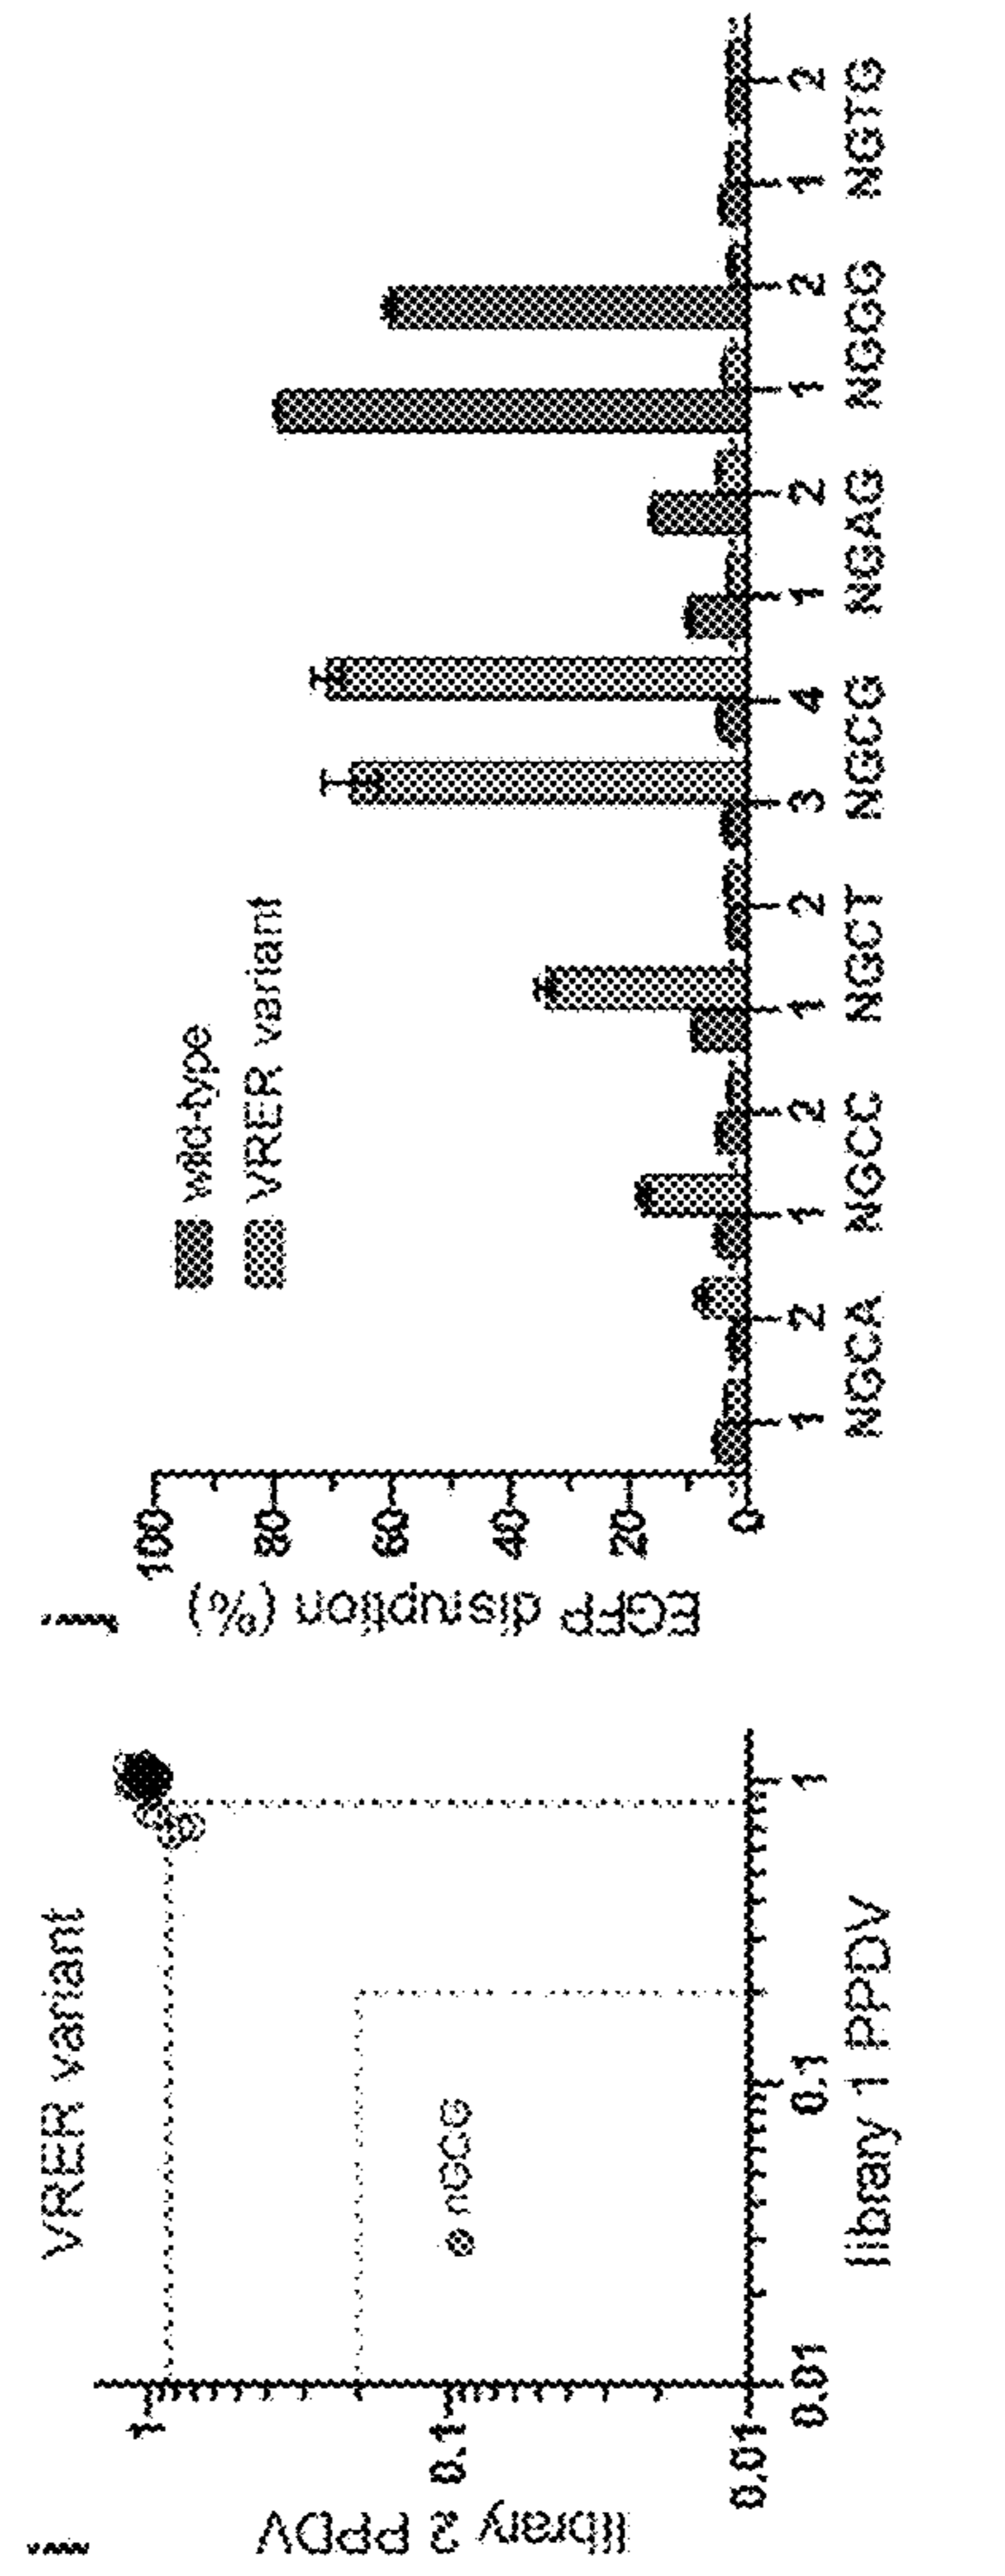 I
VRER variant
library 2 PPDV
1
0.1
0.01
nGCG
0.01 0.1 1
library 1 PPDV
J
wild-type
VRER variant
EGFP disruption (%)
100
80
60
40
20
0
1 2 1 2 1 2 3 4 1 2 1 2 1 2
NGCA NGCC NGCT NGCG NGAG NGGG NGTG